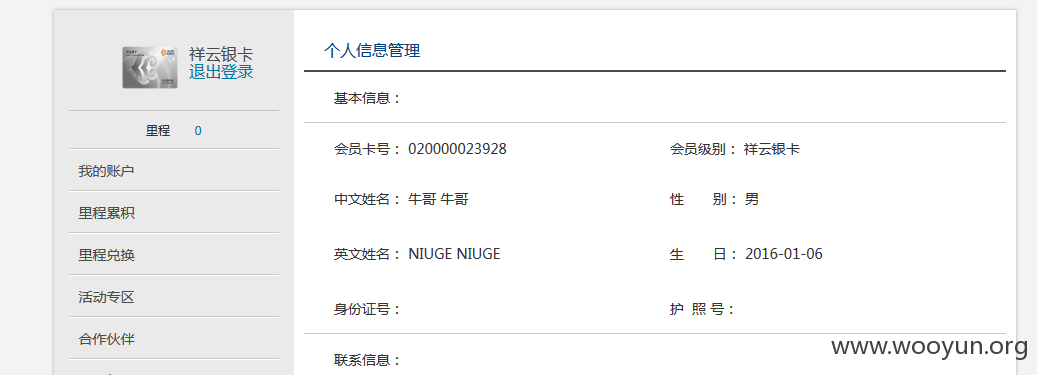 祥云银卡
退出登录
里程 0
我的账户
里程累积
里程兑换
活动专区
合作伙伴
个人信息管理
基本信息：
会员卡号： 020000023928 会员级别： 祥云银卡
中文姓名： 牛哥 牛哥 性 别： 男
英文姓名： NIUGE NIUGE 生 日： 2016-01-06
身份证号： 护 照 号：
联系信息：
www.wooyun.org